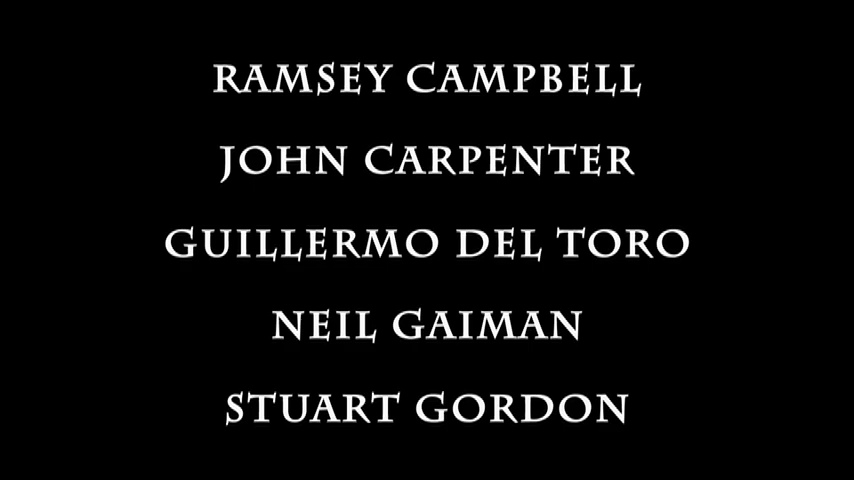 RAMSEY CAMPBELL
JOHN CARPENTER
GUILLERMO DEL TORO
NEIL GAIMAN
STUART GORDON